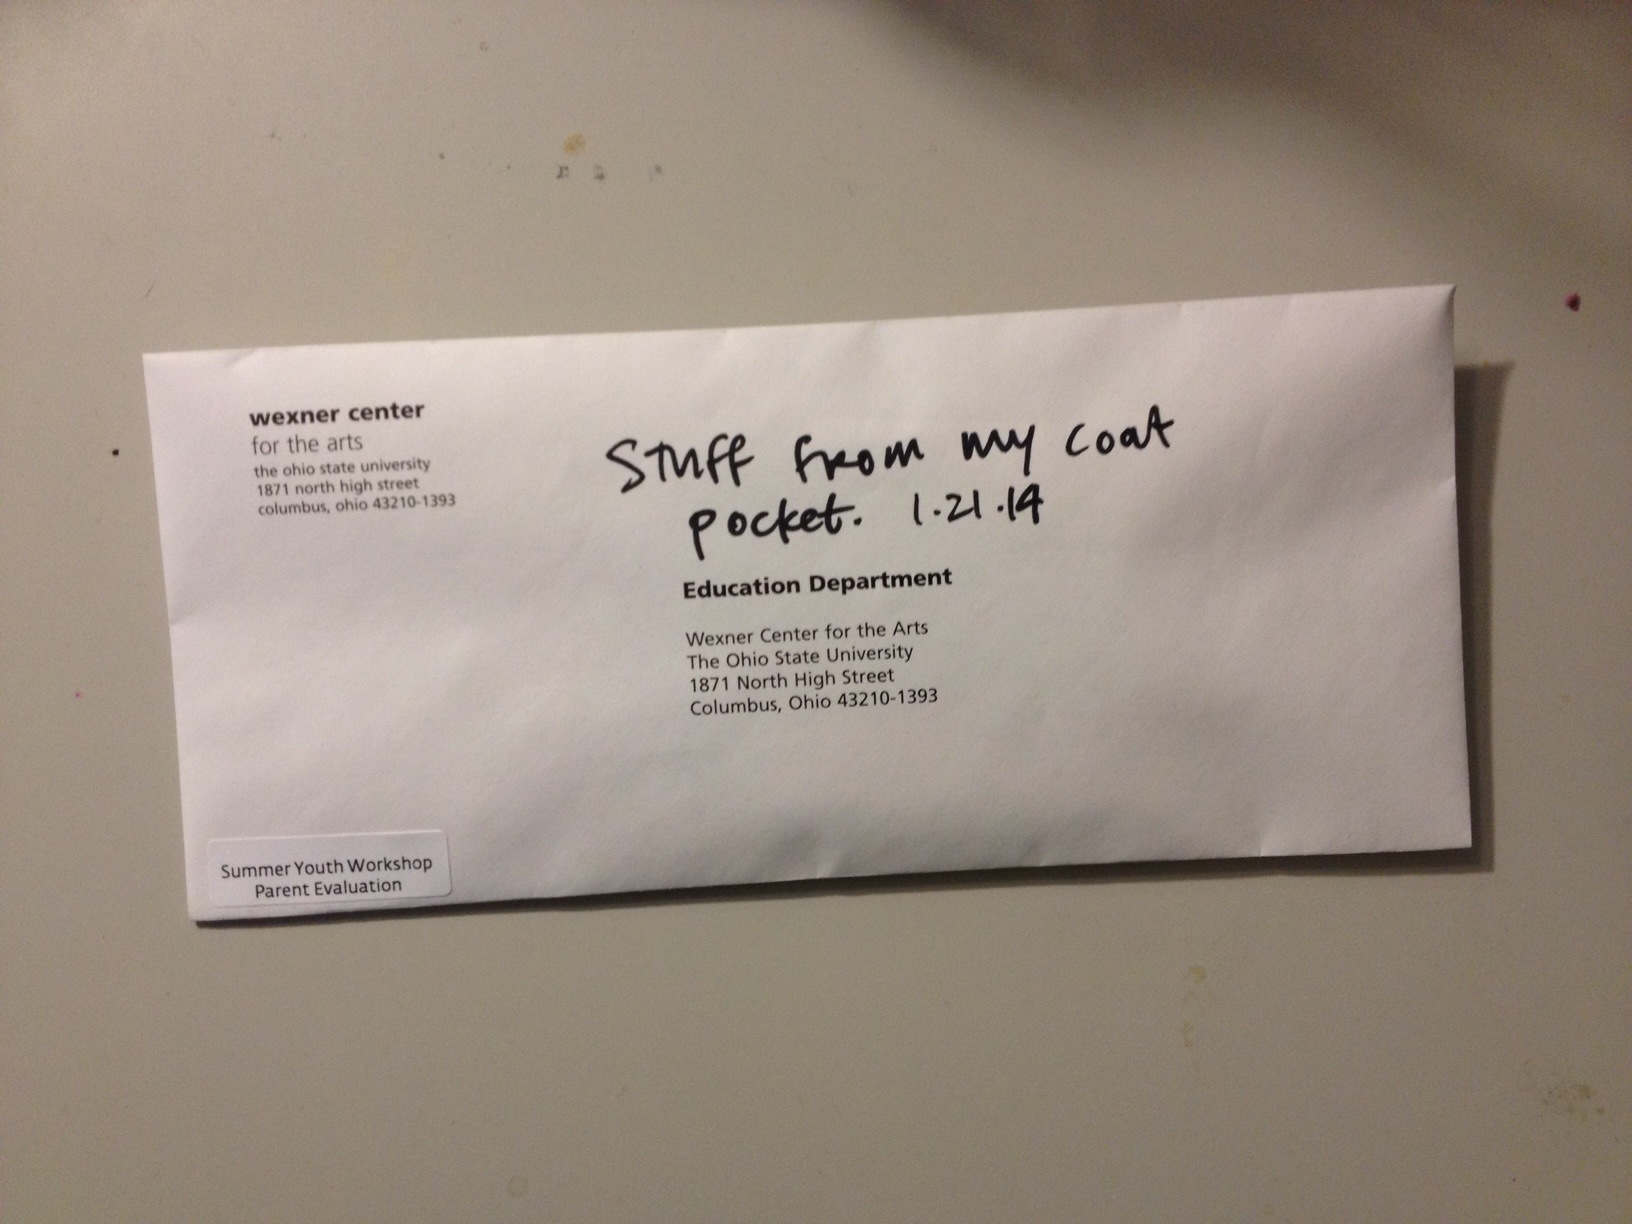 wexner center
for the arts
the ohio state university
1871 north high street
columbus, ohio 43210-1393
Stuff from my coat
pocket. 1.21.14
Education Department
Wexner Center for the Arts
The Ohio State University
1871 North High Street
Columbus, Ohio 43210-1393
Summer Youth Workshop
Parent Evaluation